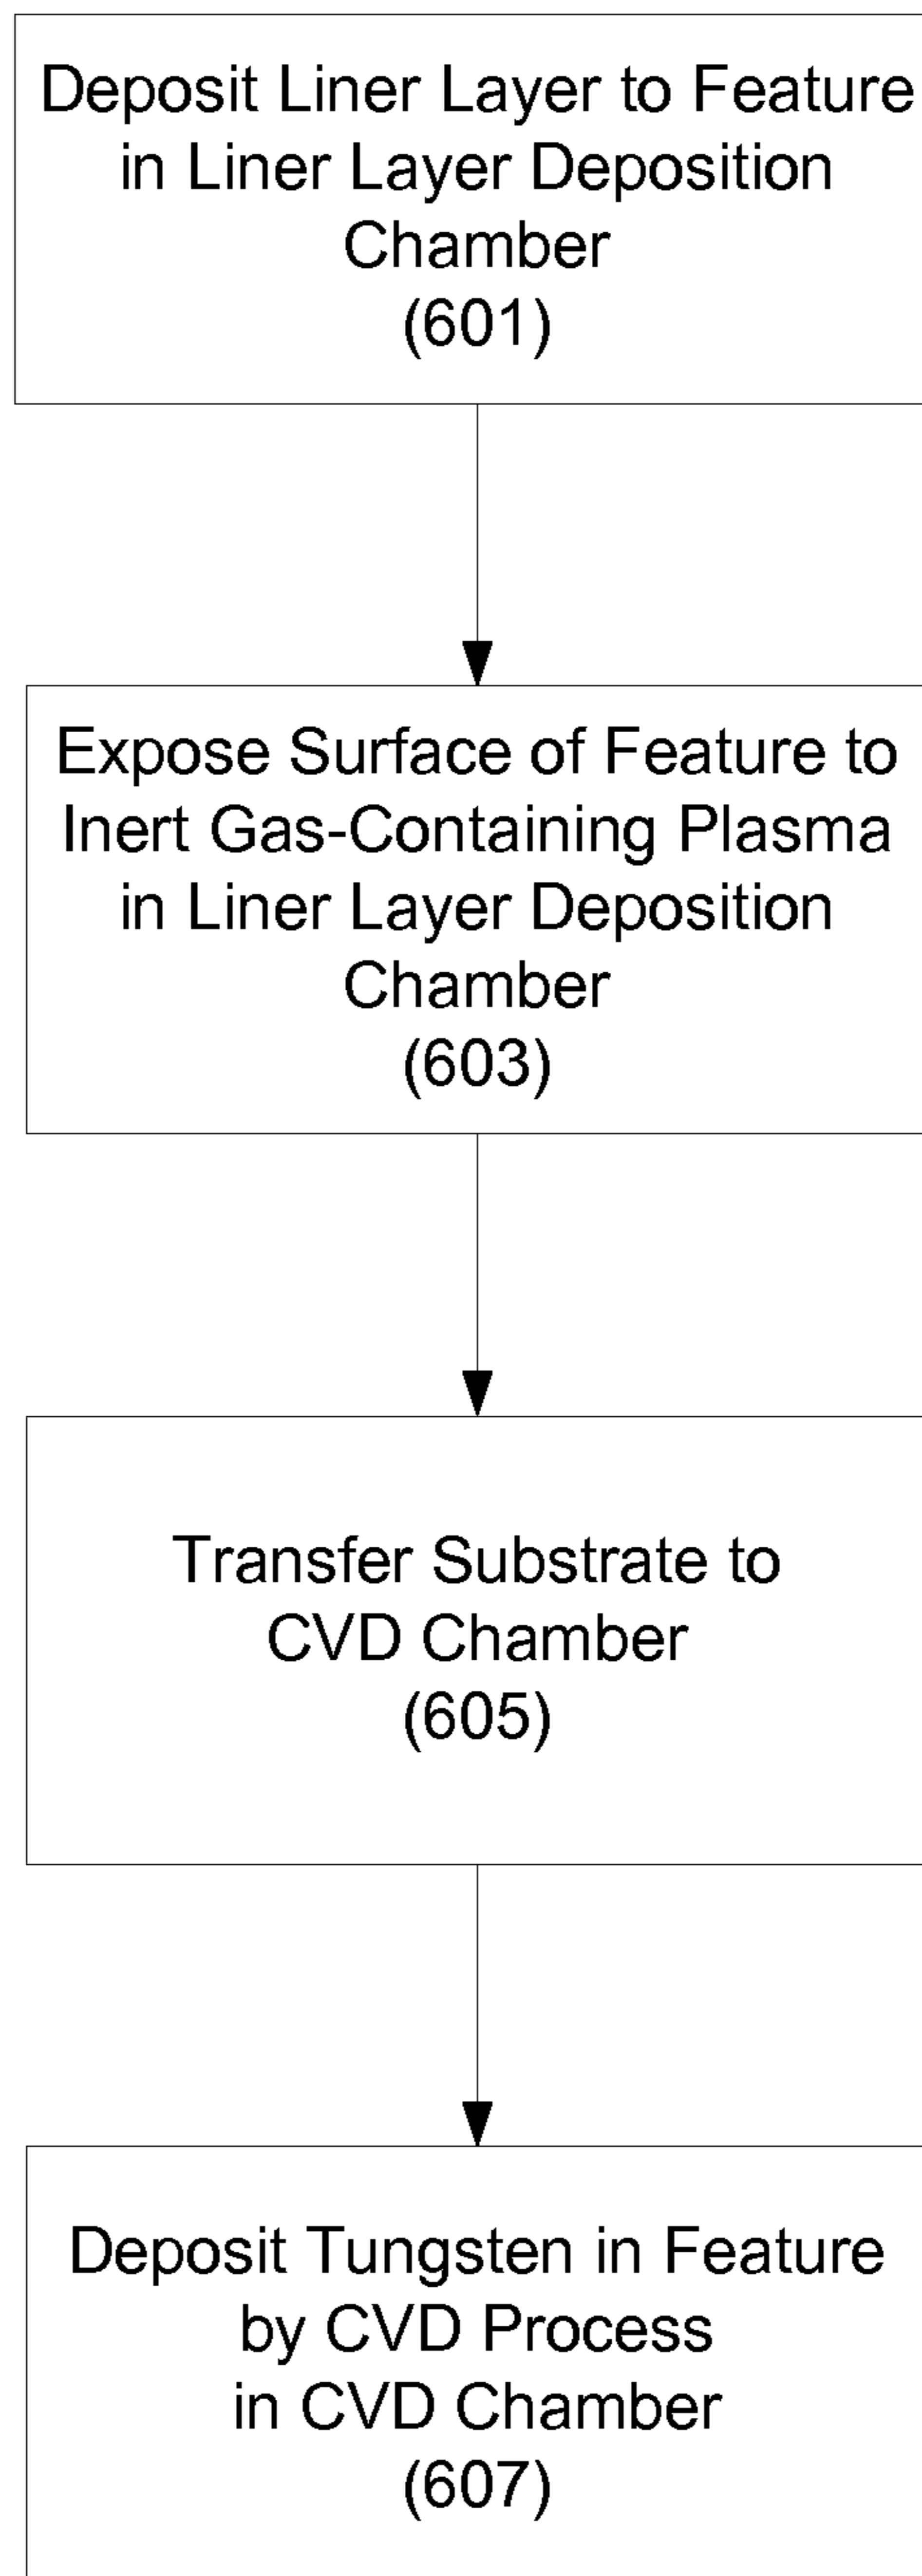 Deposit Liner Layer to Feature
in Liner Layer Deposition
Chamber
(601)
Expose Surface of Feature to
Inert Gas-Containing Plasma
in Liner Layer Deposition
Chamber
(603)
Transfer Substrate to
CVD Chamber
(605)
Deposit Tungsten in Feature
by CVD Process
in CVD Chamber
(607)